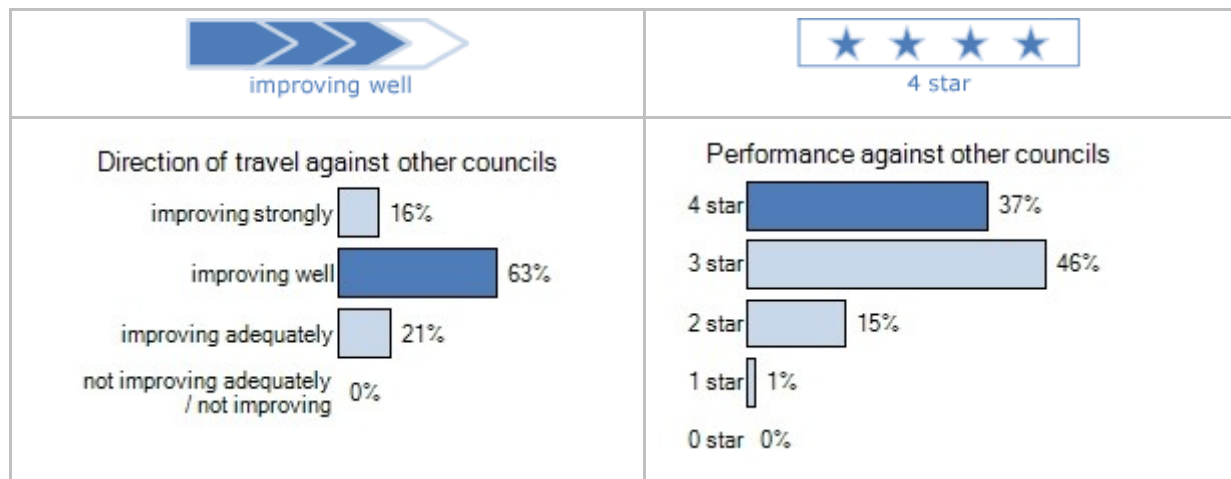 improving well
4 star
Direction of travel against other councils
improving strongly 16%
improving well 63%
improving adequately 21%
not improving adequately
/ not improving 0%
Performance against other councils
4 star 37%
3 star 46%
2 star 15%
1 star 1%
0 star 0%